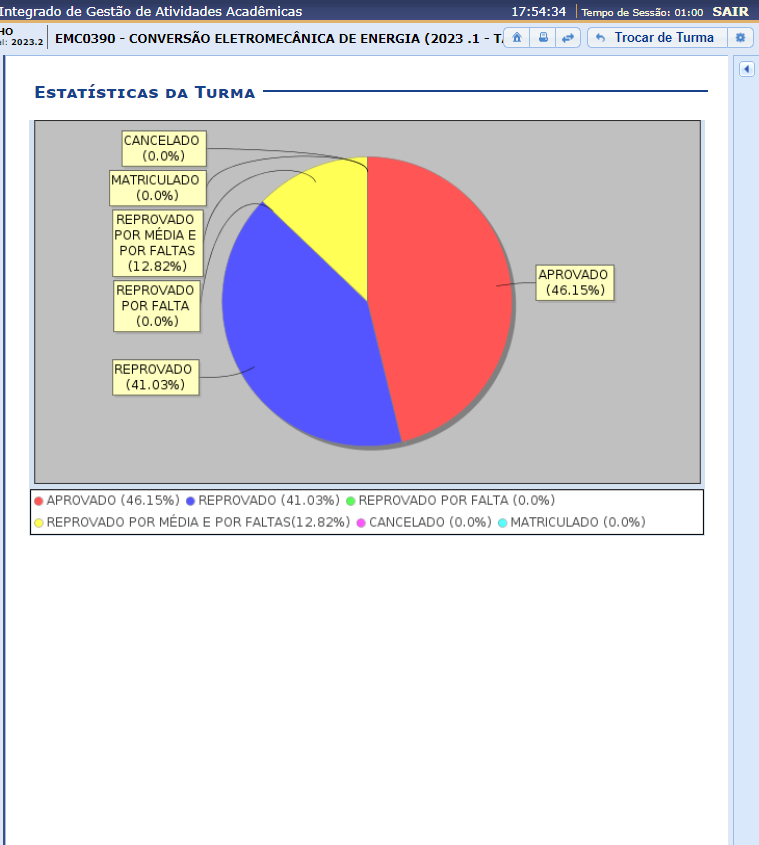 Integrado de Gestão de Atividades Acadêmicas
17:54:34
Tempo de Sessão: 01:00
SAIR
2023.2
EMC0390 - CONVERSÃO ELETROMECÂNICA DE ENERGIA (2023 .1 - T
Trocar de Turma
Estatísticas da Turma
CANCELADO
(0.0%)
MATRICULADO
(0.0%)
REPROVADO
POR MÉDIA E
POR FALTAS
(12.82%)
REPROVADO
POR FALTA
(0.0%)
REPROVADO
(41.03%)
APROVADO
(46.15%)
APROVADO (46.15%) REPROVADO (41.03%) REPROVADO POR FALTA (0.0%)
REPROVADO POR MÉDIA E POR FALTAS(12.82%) CANCELADO (0.0%) MATRICULADO (0.0%)